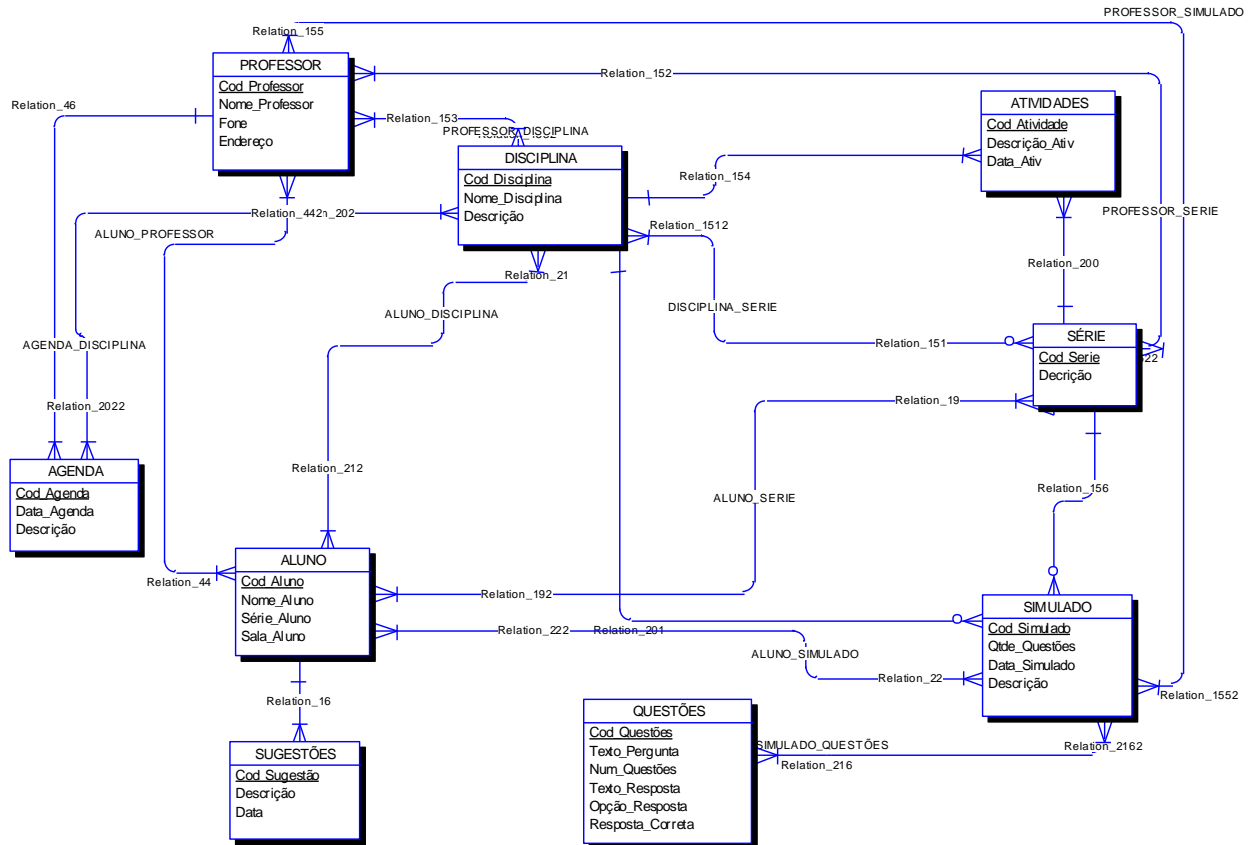 PROFESSOR_SIMULADO
Relation_155
PROFESSOR
Cod_Professor
Nome_Professor
Fone
Endereço
Relation_152
Relation_46
Relation_153
PROFESSOR_DISCIPLINA
ATIVIDADES
Cod_Atividade
Descrição_Ativ
Data_Ativ
DISCIPLINA
Cod_Disciplina
Nome_Disciplina
Descrição
Relation_154
Relation_442
202
ALUNO_PROFESSOR
Relation_1512
PROFESSOR_SERIE
Relation_200
Relation_21
DISCIPLINA_SERIE
ALUNO_DISCIPLINA
AGENDA_DISCIPLINA
Relation_151
SÉRIE
Cod_Serie
Decrição
522
Relation_19
Relation_2022
AGENDA
Cod_Agenda
Data_Agenda
Descrição
Relation_212
Relation_156
ALUNO_SERIE
ALUNO
Cod_Aluno
Nome_Aluno
Série_Aluno
Sala_Aluno
Relation_44
Relation_192
Relation_222
Relation_201
ALUNO_SIMULADO
Relation_22
SIMULADO
Cod_Simulado
Qtde_Questões
Data_Simulado
Descrição
Relation_1552
Relation_16
QUESTÕES
Cod_Questões
Texto_Pergunta
Num_Questões
Texto_Resposta
Opção_Resposta
Resposta_Correta
SIMULADO_QUESTÕES
Relation_216
Relation_2162
SUGESTÕES
Cod_Sugestão
Descrição
Data